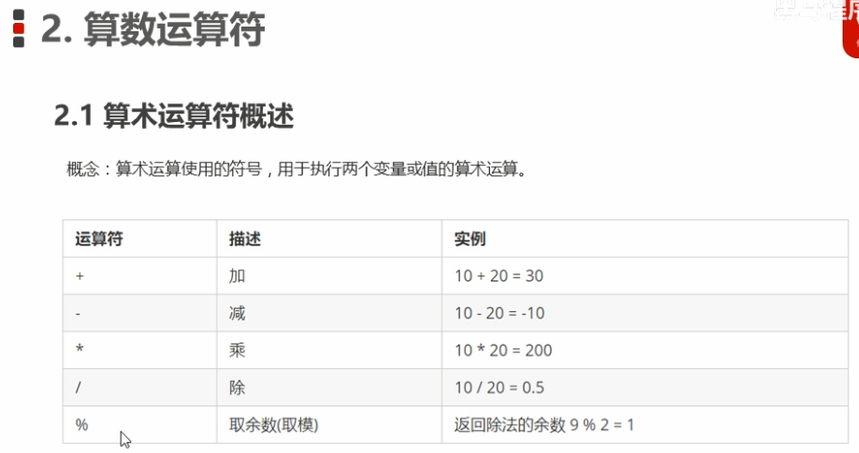 2. 算数运算符
2.1 算术运算符概述
概念：算术运算使用的符号，用于执行两个变量或值的算术运算。
运算符 描述 实例
+ 加 10 + 20 = 30
- 减 10 - 20 = -10
* 乘 10 * 20 = 200
/ 除 10 / 20 = 0.5
% 取余数(取模) 返回除法的余数 9 % 2 = 1